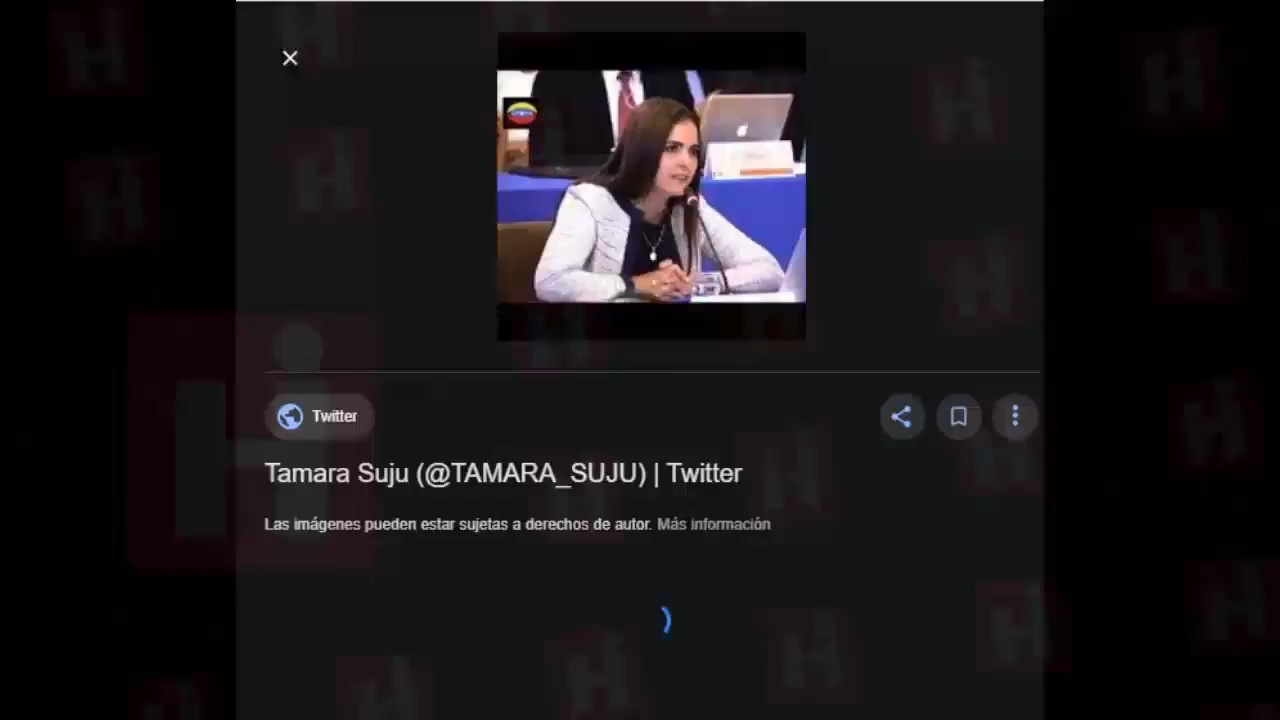 Twitter
Tamara Suju (@TAMARA_SUJU) | Twitter
Las imágenes pueden estar sujetas a derechos de autor. Más información